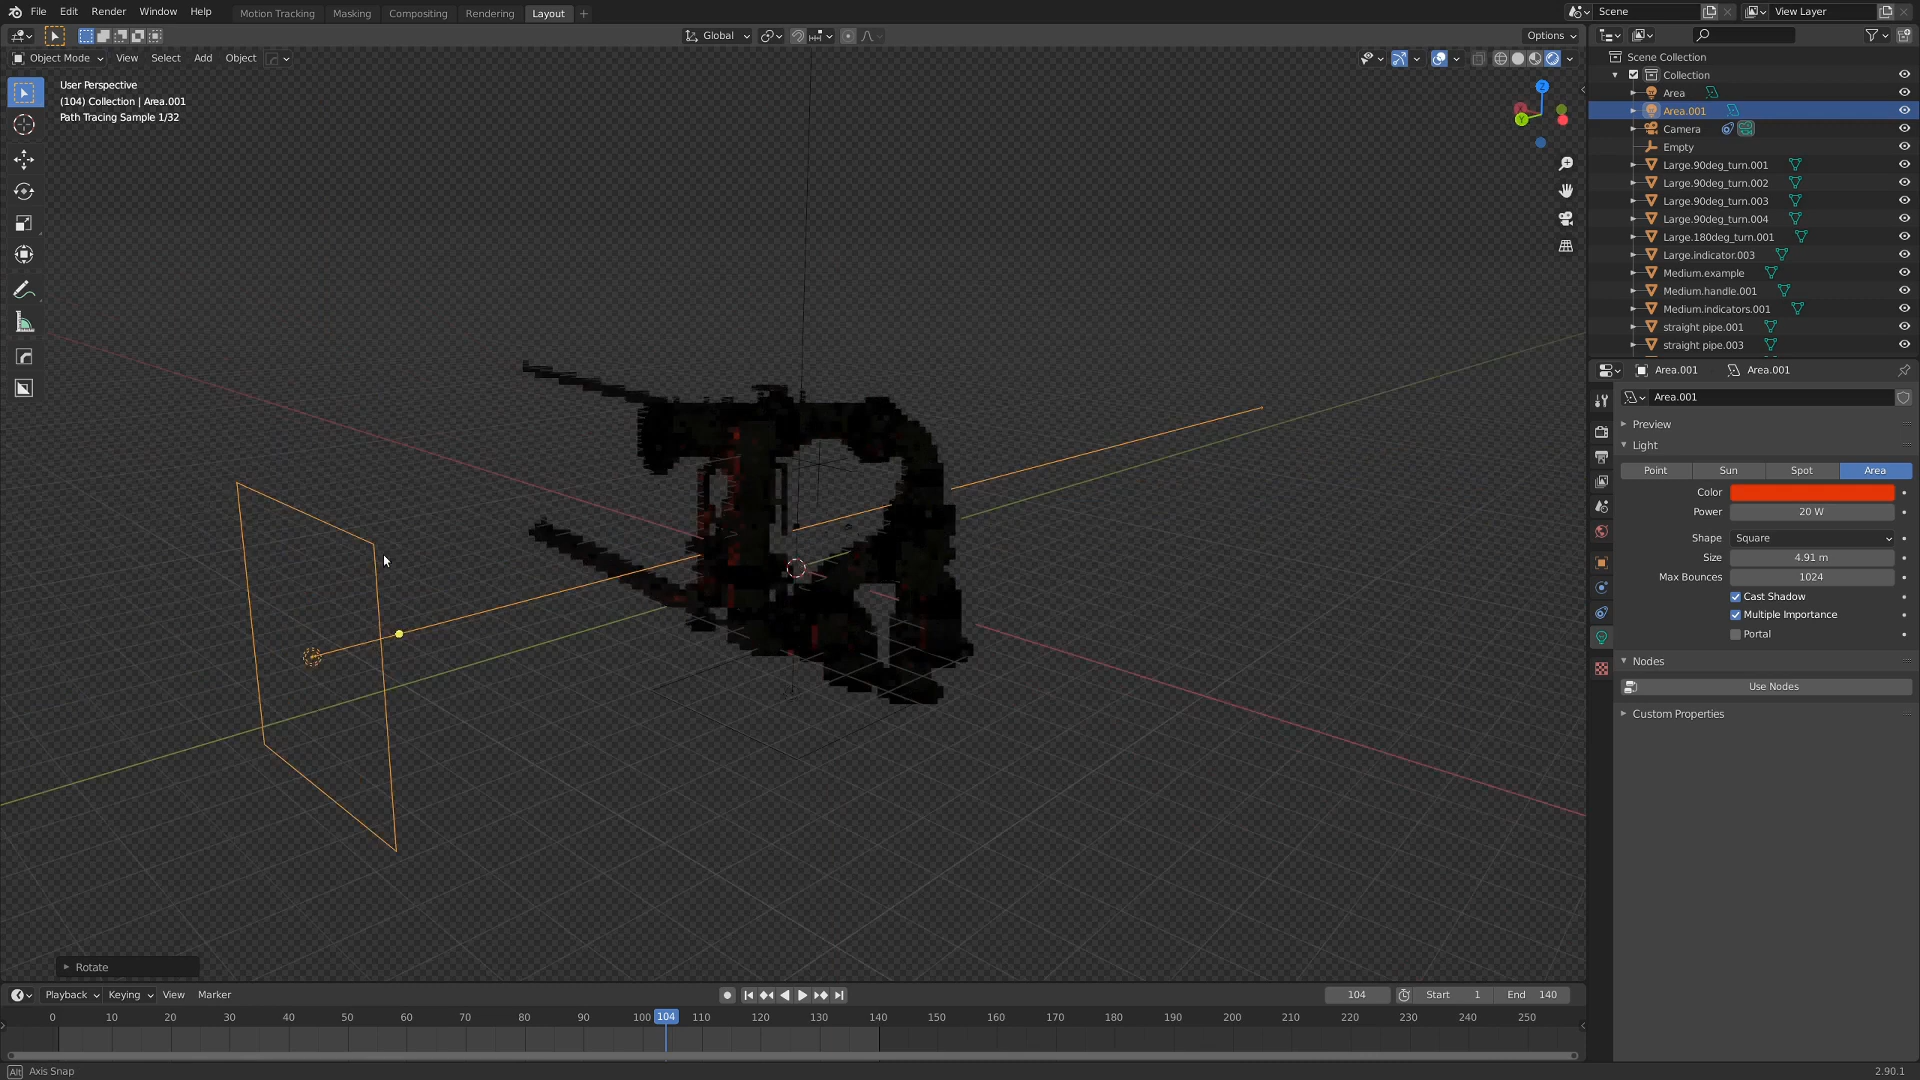 File Edit Render Window Help Motion Tracking Masking Compositing Rendering Layout + Scene View Layer
Global Options
Object Mode View Select Add Object
User Perspective
(104) Collection | Area.001
Path Tracing Sample 1/32
Y
Z
Rotate
Scene Collection
Collection
Area
Area.001
Camera
Empty
Large.90deg_turn.001
Large.90deg_turn.002
Large.90deg_turn.003
Large.90deg_turn.004
Large.180deg_turn.001
Large.indicator.003
Medium.example
Medium.handle.001
Medium.indicators.001
straight pipe.001
straight pipe.003
Area.001 Area.001
Area.001
Preview
Light
Point Sun Spot Area
Color
Power 20 W
Shape Square
Size 4.91 m
Max Bounces 1024
Cast Shadow
Multiple Importance
Portal
Nodes
Use Nodes
Custom Properties
Playback Keying View Marker 104 Start 1 End 140
0 10 20 30 40 50 60 70 80 90 100 104 110 120 130 140 150 160 170 180 190 200 210 220 230 240 250
Alt Axis Snap 2.90.1